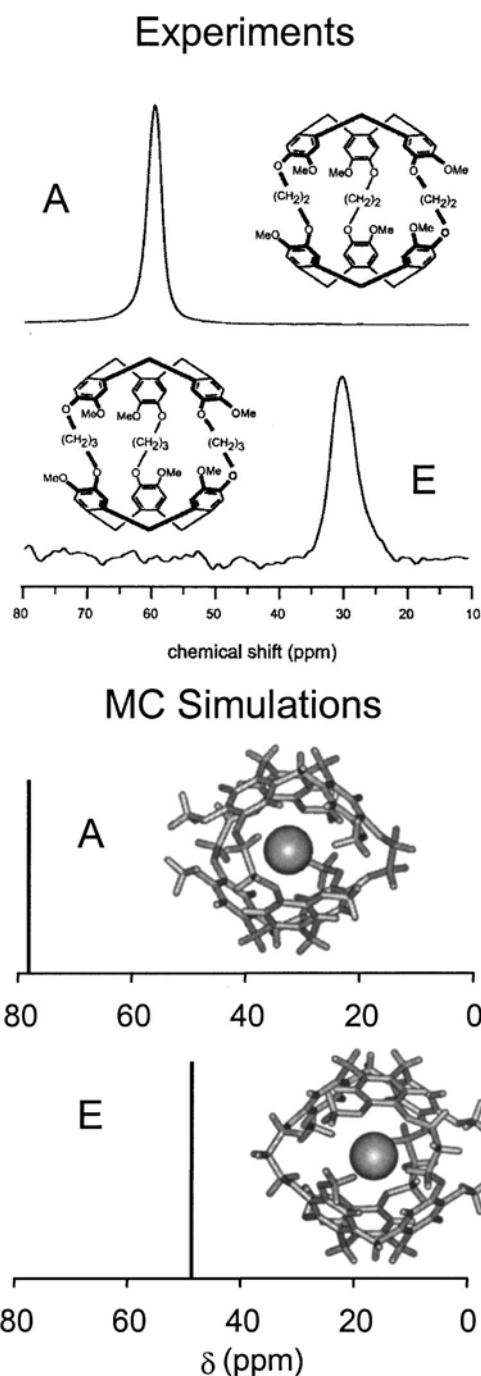 Experiments
A
O O O
MeO MeO OMe
(CH₂)₂ (CH₂)₂ (CH₂)₂
MeO OMe OMe
O O O
O MeO MeO O O OMe
(CH₂)₃ (CH₂)₃ (CH₂)₃
MeO O OMe O OMe O
E
80 70 60 50 40 30 20 10
chemical shift (ppm)
MC Simulations
A
80 60 40 20 0
E
80 60 40 20 0
δ (ppm)